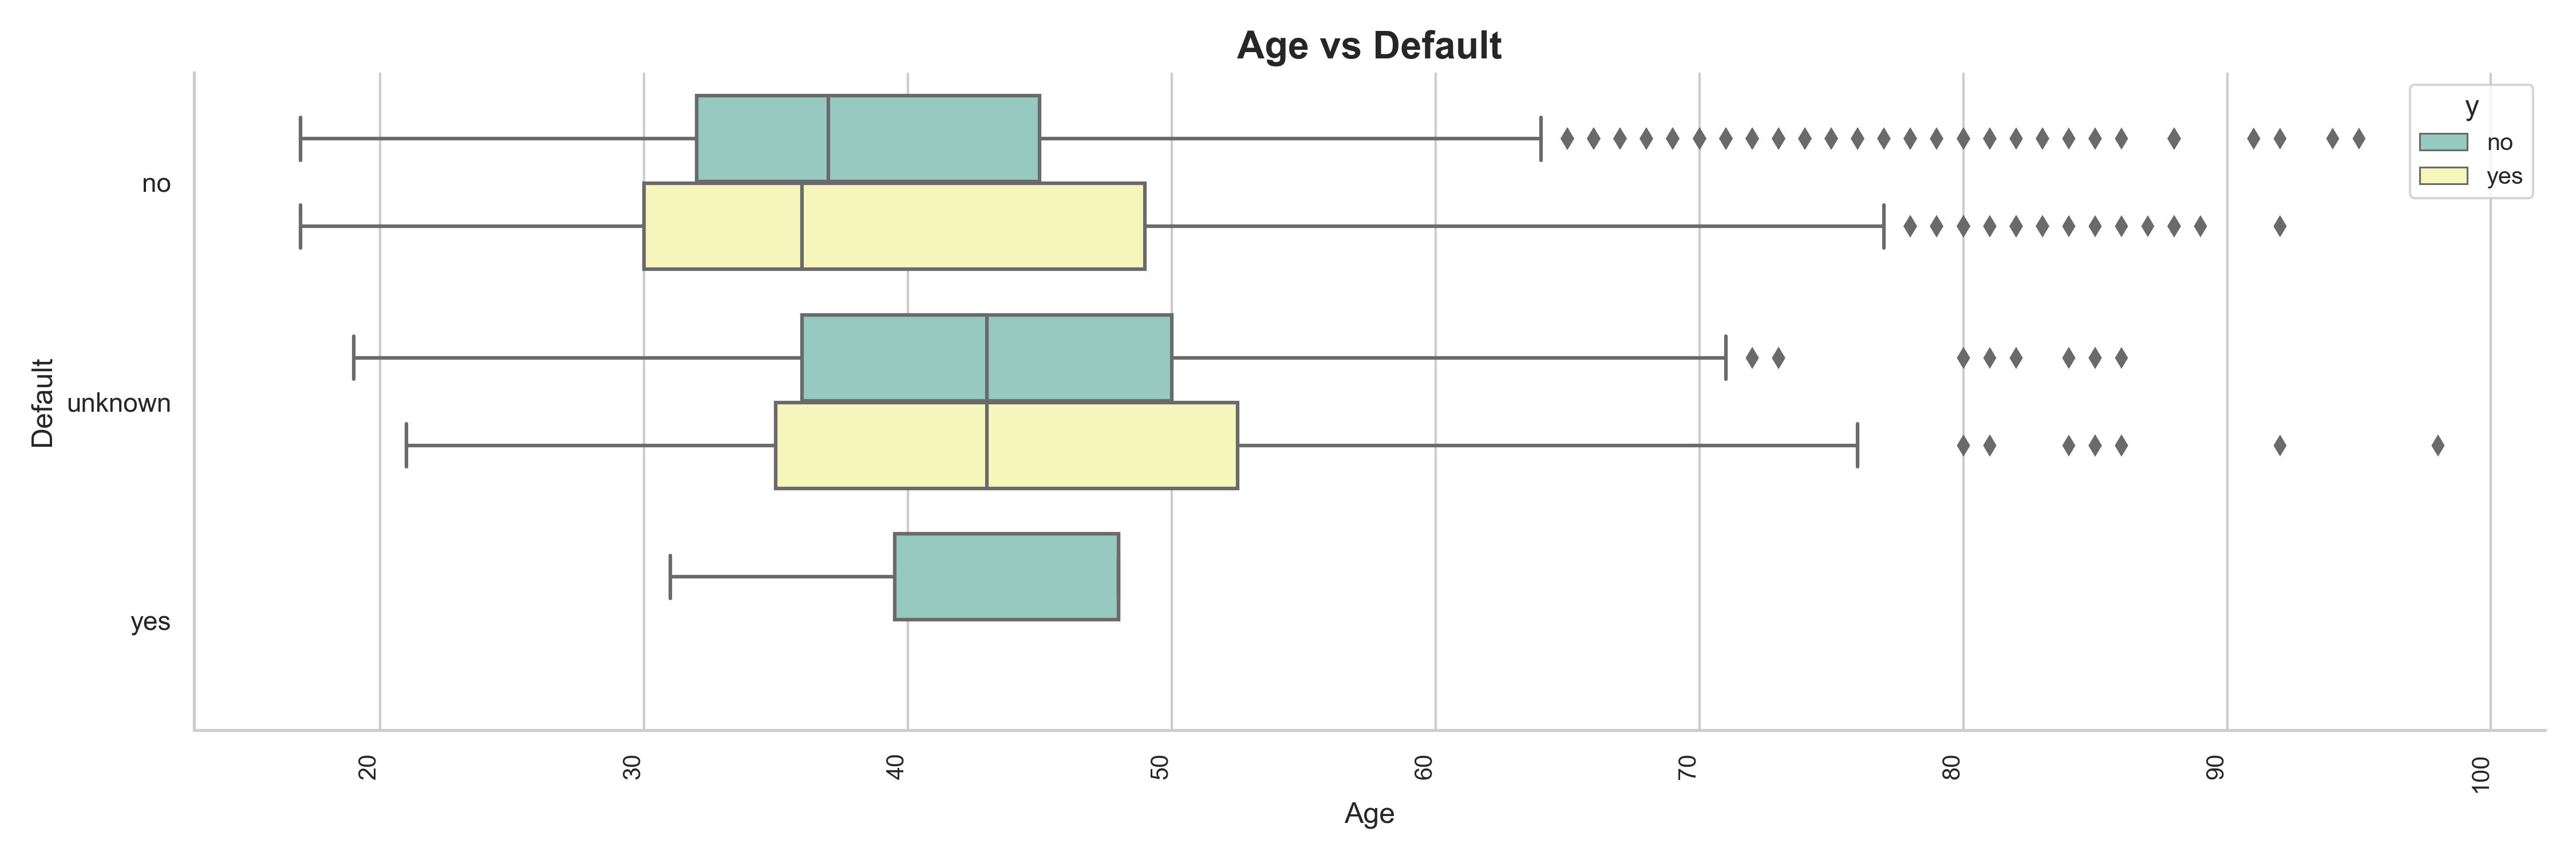 Age vs Default
y
no
yes
Default
no
unknown
yes
20
30
40
50
60
70
80
90
100
Age